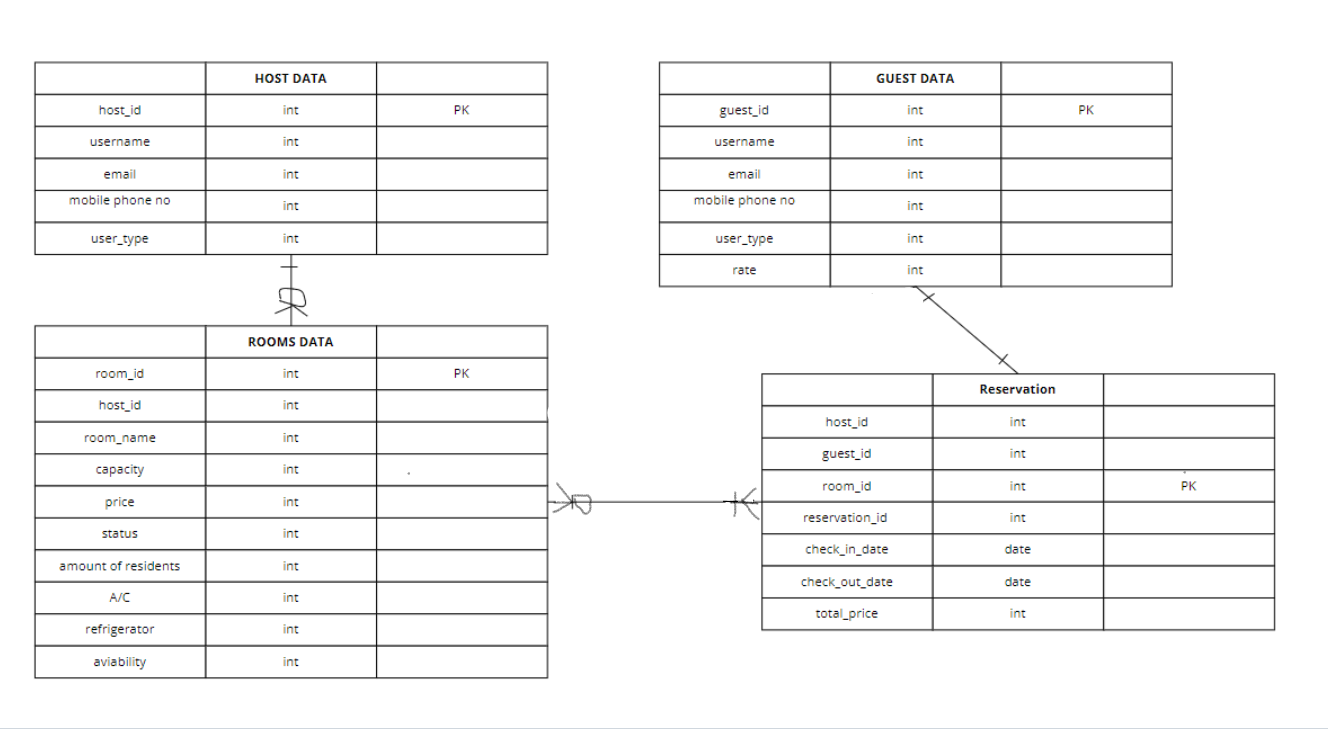 HOST DATA
host_id int PK
username int
email int
mobile phone no int
user_type int
GUEST DATA
guest_id int PK
username int
email int
mobile phone no int
user_type int
rate int
ROOMS DATA
room_id int PK
host_id int
room_name int
capacity int
price int
status int
amount of residents int
A/C int
refrigerator int
aviability int
Reservation
host_id int
guest_id int
room_id int PK
reservation_id int
check_in_date date
check_out_date date
total_price int